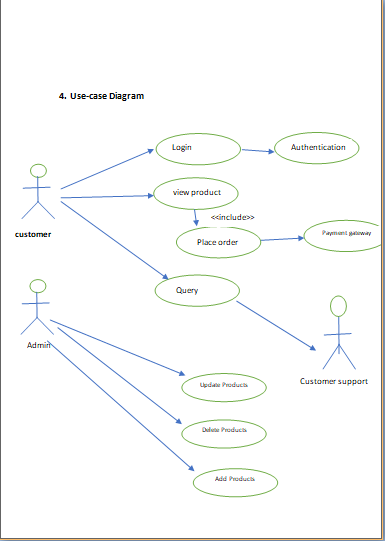 4. Use-case Diagram
Login
Authentication
view product
<<include>>
Payment gateway
customer
Place order
Query
Admin
Customer support
Update Products
Delete Products
Add Products